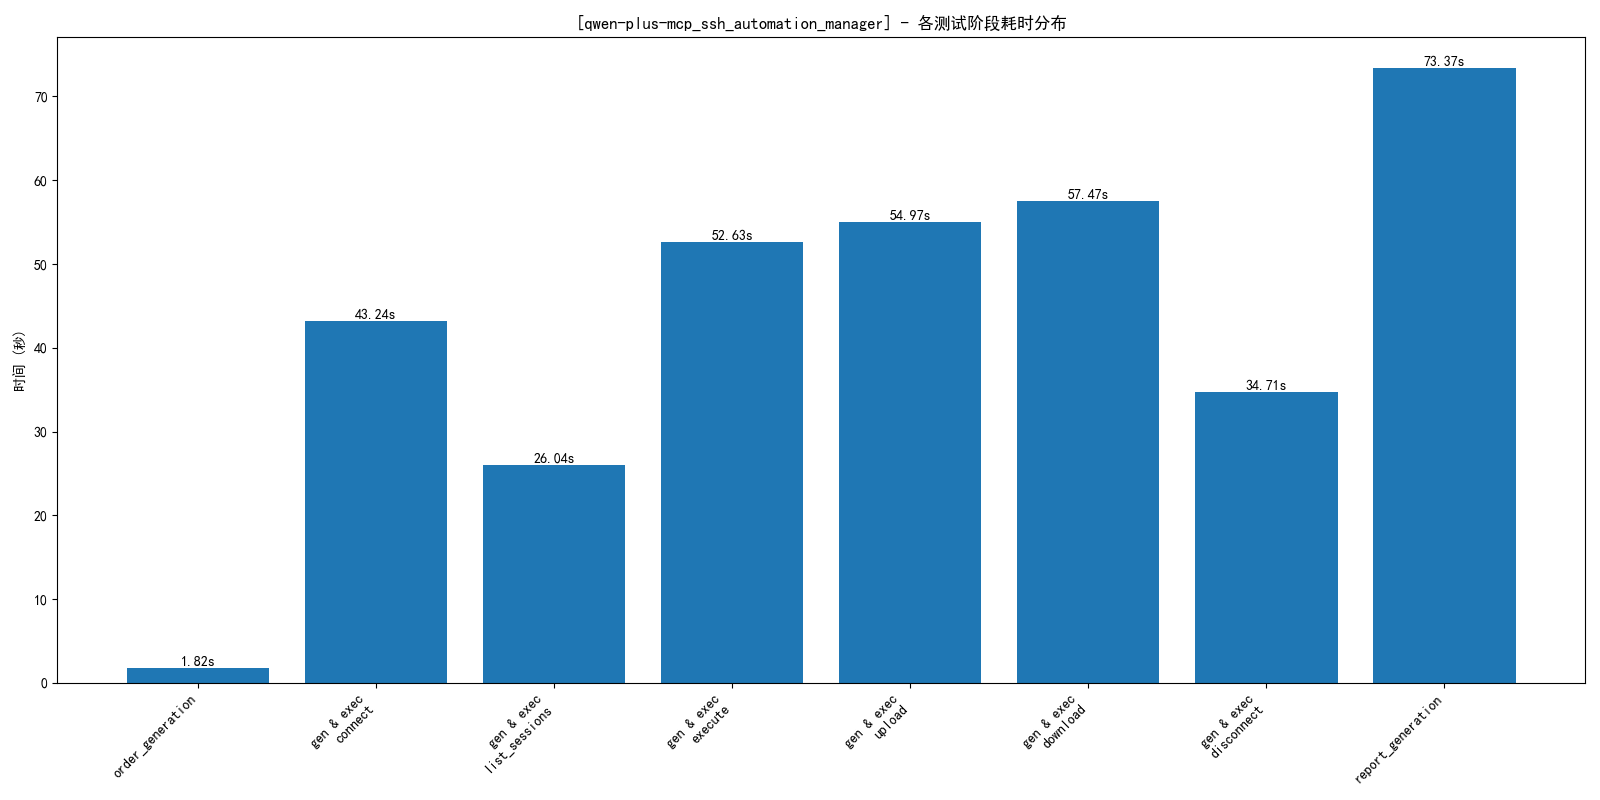 [qwen-plus-mcp_ssh_automation_manager] - 各测试阶段耗时分布
时间 (秒)
70
60
50
40
30
20
10
0
1.82s
43.24s
26.04s
52.63s
54.97s
57.47s
34.71s
73.37s
order_generation
gen & exec
connect
gen & exec
list_sessions
gen & exec
execute
gen & exec
upload
gen & exec
download
gen & exec
disconnect
report_generation